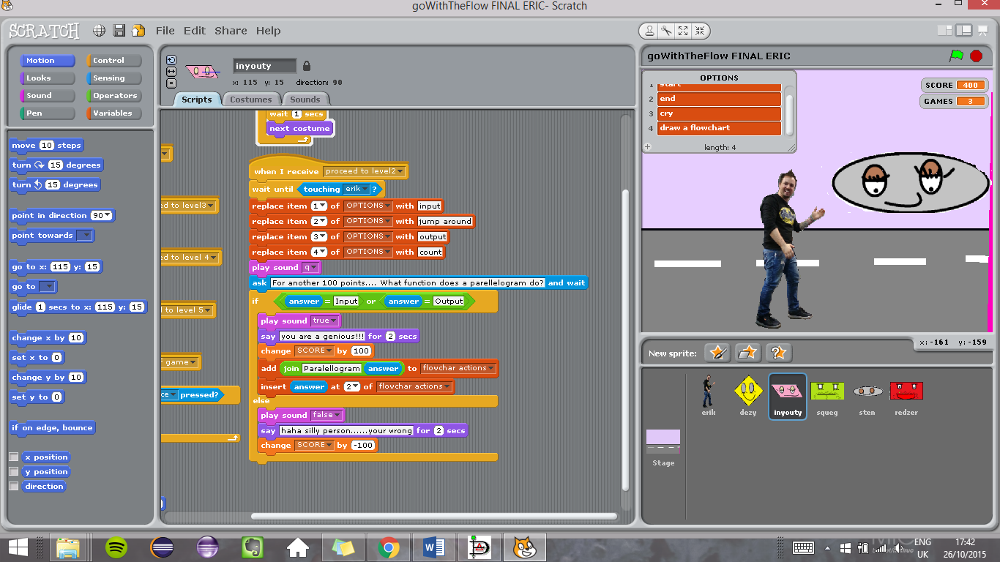 goWithTheFlow FINAL ERIC- Scratch
SCRATCH File Edit Share Help
Motion Control
Looks Sensing
Sound Operators
Pen Variables
move 10 steps
turn 15 degrees
turn 15 degrees
point in direction 90
point towards
go to x: 115 y: 15
go to
glide 1 secs to x: 115 y: 15
change x by 10
set x to 0
change y by 10
set y to 0
if on edge, bounce
x position
y position
direction
inyouty
x: 115 y: 15 direction: 90
Scripts Costumes Sounds
wait 1 secs
next costume
ed to level3
ed to level 4
l to level 5
f game
ce pressed?
when I receive proceed to level2
wait until touching erik ?
replace item 1 of OPTIONS with input
replace item 2 of OPTIONS with jump around
replace item 3 of OPTIONS with output
replace item 4 of OPTIONS with count
play sound q
ask For another 100 points.... What function does a parellelogram do? and wait
if answer = Input or answer = Output
play sound true
say you are a genious!!! for 2 secs
change SCORE by 100
add join Paralellogram answer to flowchar actions
insert answer at 2 of flowchar actions
else
play sound false
say haha silly person......your wrong for 2 secs
change SCORE by -100
goWithTheFlow FINAL ERIC
OPTIONS
1 start
2 end
3 cry
4 draw a flowchart
+ length: 4
SCORE 400
GAMES 3
x: -161 y: -159
New sprite:
erik dezy inyouty squeg sten redzer
Stage
ENG
UK
17:42
26/10/2015